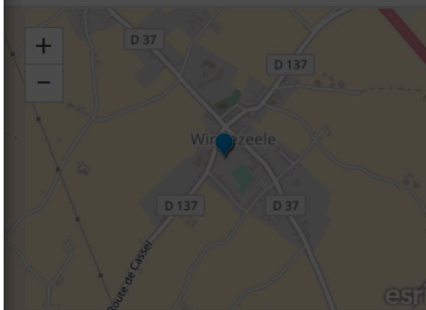 +
D 37
D 137
−
Winnezeele
D 137
D 37
Route de Cassel
esri